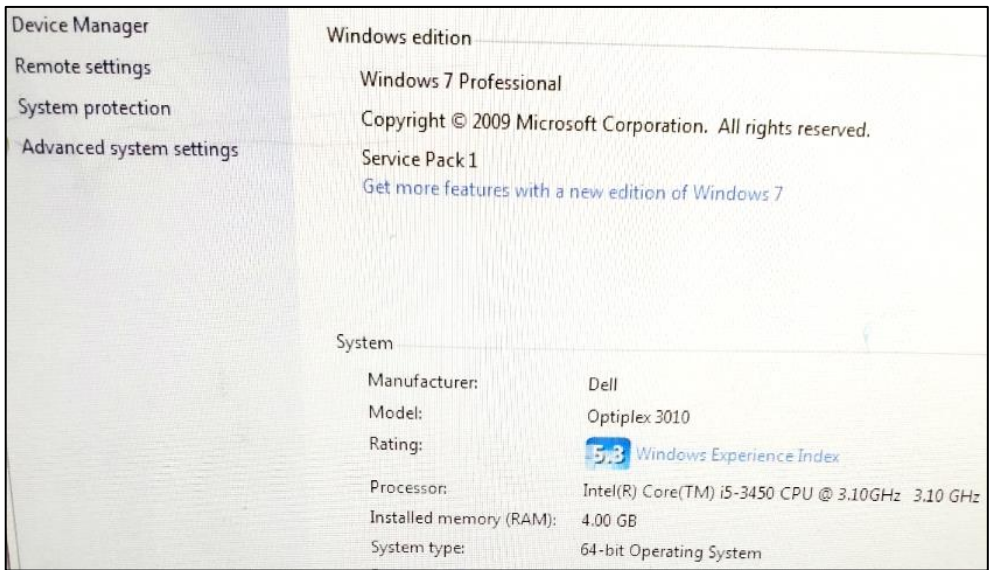 Device Manager
Remote settings
System protection
Advanced system settings
Windows edition
Windows 7 Professional
Copyright © 2009 Microsoft Corporation. All rights reserved.
Service Pack 1
Get more features with a new edition of Windows 7
System
Manufacturer: Dell
Model: Optiplex 3010
Rating: 5.3 Windows Experience Index
Processor: Intel(R) Core(TM) i5-3450 CPU @ 3.10GHz 3.10 GHz
Installed memory (RAM): 4.00 GB
System type: 64-bit Operating System